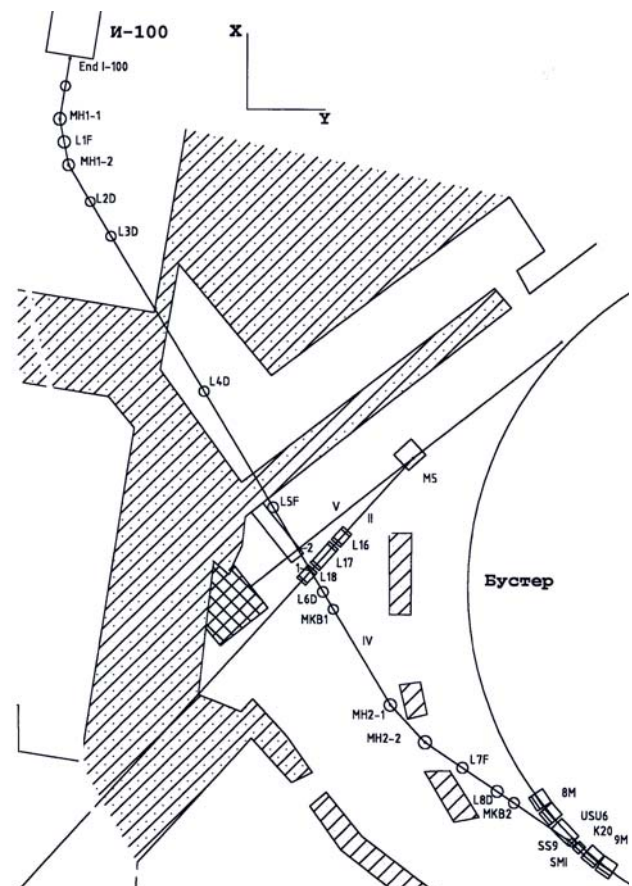 И-100
X
End I-100
Y
MH1-1
L1F
MH1-2
L2D
L3D
L4D
M5
L5F
V
II
-2
L16
L17
1-
L18
L6D
MKB1
Бустер
IV
MH2-1
MH2-2
L7F
L8D
MKB2
8M
USU6
K20
9M
SS9
SMI